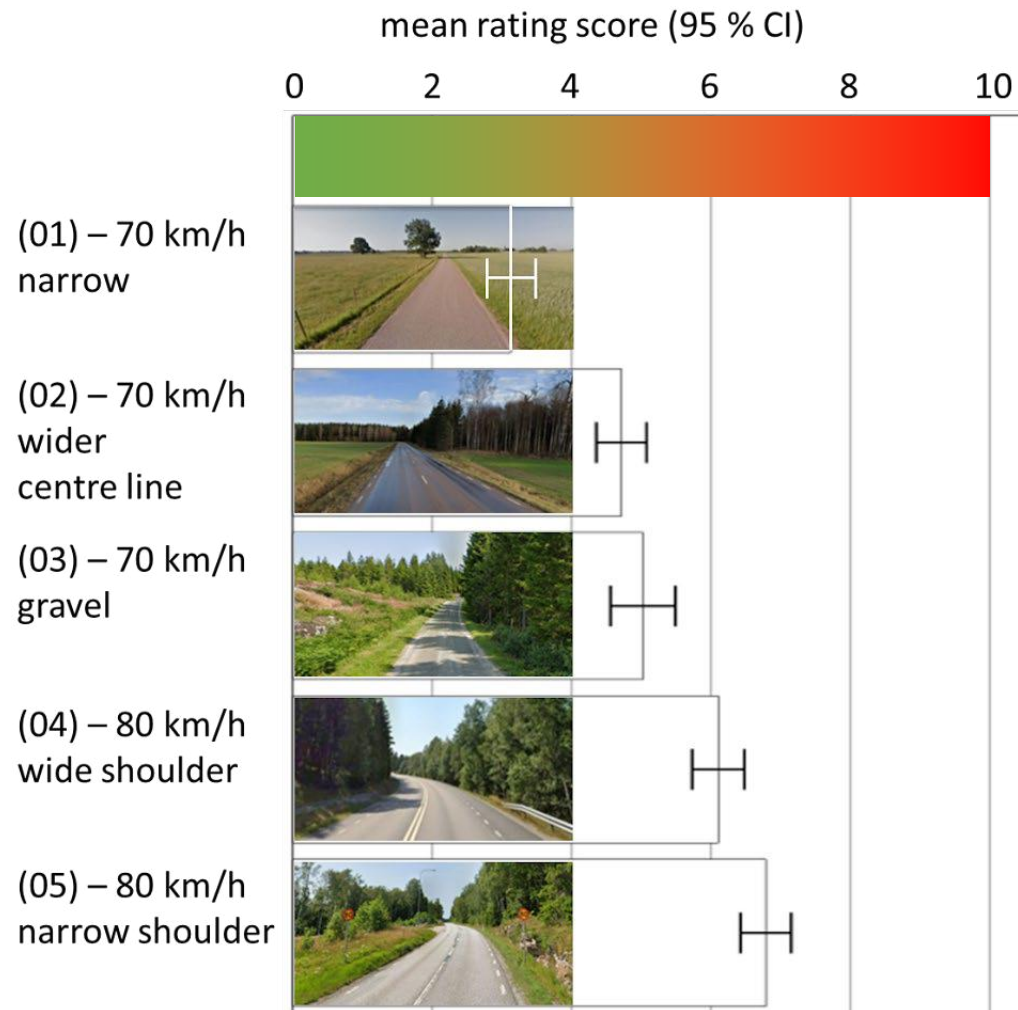 mean rating score (95 % CI)
0 2 4 6 8 10
(01) – 70 km/h
narrow
(02) – 70 km/h
wider
centre line
(03) – 70 km/h
gravel
(04) – 80 km/h
wide shoulder
(05) – 80 km/h
narrow shoulder